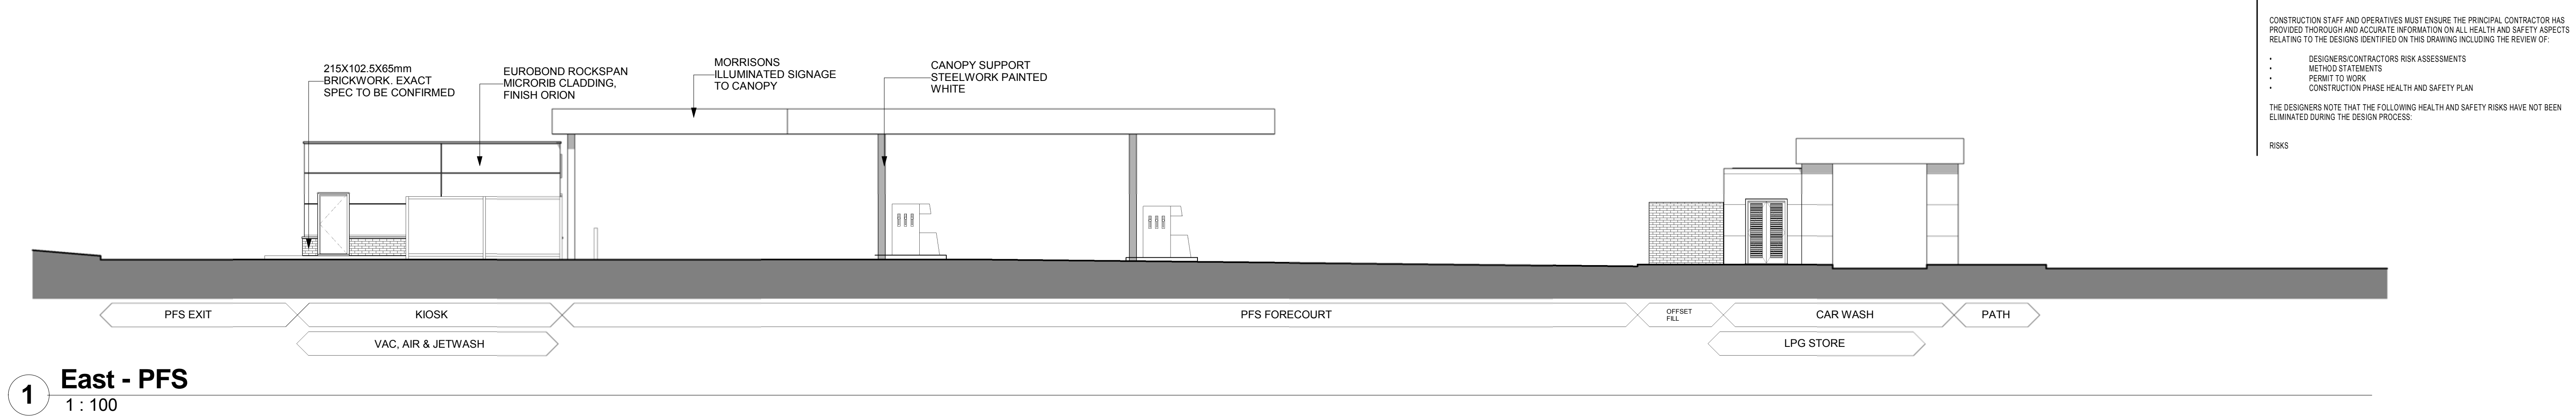 215X102.5X65mm
BRICKWORK. EXACT
SPEC TO BE CONFIRMED
EUROBOND ROCKSPAN
MICRORIB CLADDING,
FINISH ORION
MORRISONS
ILLUMINATED SIGNAGE
TO CANOPY
CANOPY SUPPORT
STEELWORK PAINTED
WHITE
CONSTRUCTION STAFF AND OPERATIVES MUST ENSURE THE PRINCIPAL CONTRACTOR HAS
PROVIDED THOROUGH AND ACCURATE INFORMATION ON ALL HEALTH AND SAFETY ASPECTS
RELATING TO THE DESIGNS IDENTIFIED ON THIS DRAWING INCLUDING THE REVIEW OF:
• DESIGNERS/CONTRACTORS RISK ASSESSMENTS
• METHOD STATEMENTS
• PERMIT TO WORK
• CONSTRUCTION PHASE HEALTH AND SAFETY PLAN
THE DESIGNERS NOTE THAT THE FOLLOWING HEALTH AND SAFETY RISKS HAVE NOT BEEN
ELIMINATED DURING THE DESIGN PROCESS:
RISKS
PFS EXIT
KIOSK
PFS FORECOURT
OFFSET
FILL
CAR WASH
PATH
VAC, AIR & JETWASH
LPG STORE
1 East - PFS
1 : 100